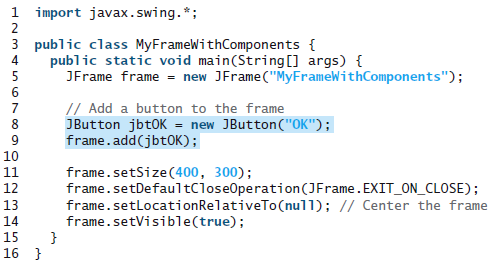 1 import javax.swing.*;
2
3 public class MyFrameWithComponents {
4   public static void main(String[] args) {
5     JFrame frame = new JFrame("MyFrameWithComponents");
6
7     // Add a button to the frame
8     JButton jbtOK = new JButton("OK");
9     frame.add(jbtOK);
10
11     frame.setSize(400, 300);
12     frame.setDefaultCloseOperation(JFrame.EXIT_ON_CLOSE);
13     frame.setLocationRelativeTo(null); // Center the frame
14     frame.setVisible(true);
15   }
16 }